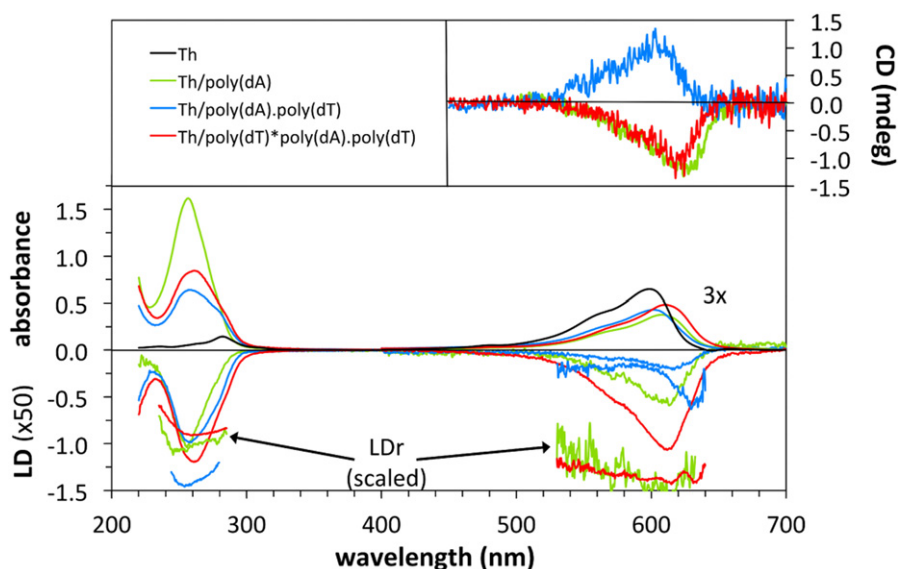 Th
Th/poly(dA)
Th/poly(dA).poly(dT)
Th/poly(dT)*poly(dA).poly(dT)
1.5
1.0
0.5
0.0
-0.5
-1.0
-1.5
CD (mdeg)
absorbance
1.5
1.0
0.5
0.0
3x
LD (x50)
-0.5
-1.0
-1.5
LDr
(scaled)
200 300 400 500 600 700
wavelength (nm)